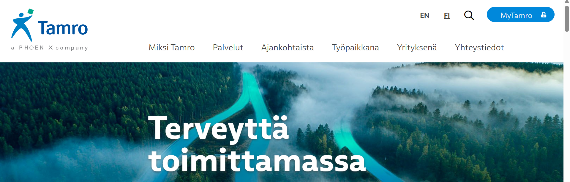 Tamro
a PHOENIX company
EN
FI
MyTamro
Miksi Tamro
Palvelut
Ajankohtaista
Työpaikkana
Yrityksenä
Yhteystiedot
Terveyttä
toimittamassa